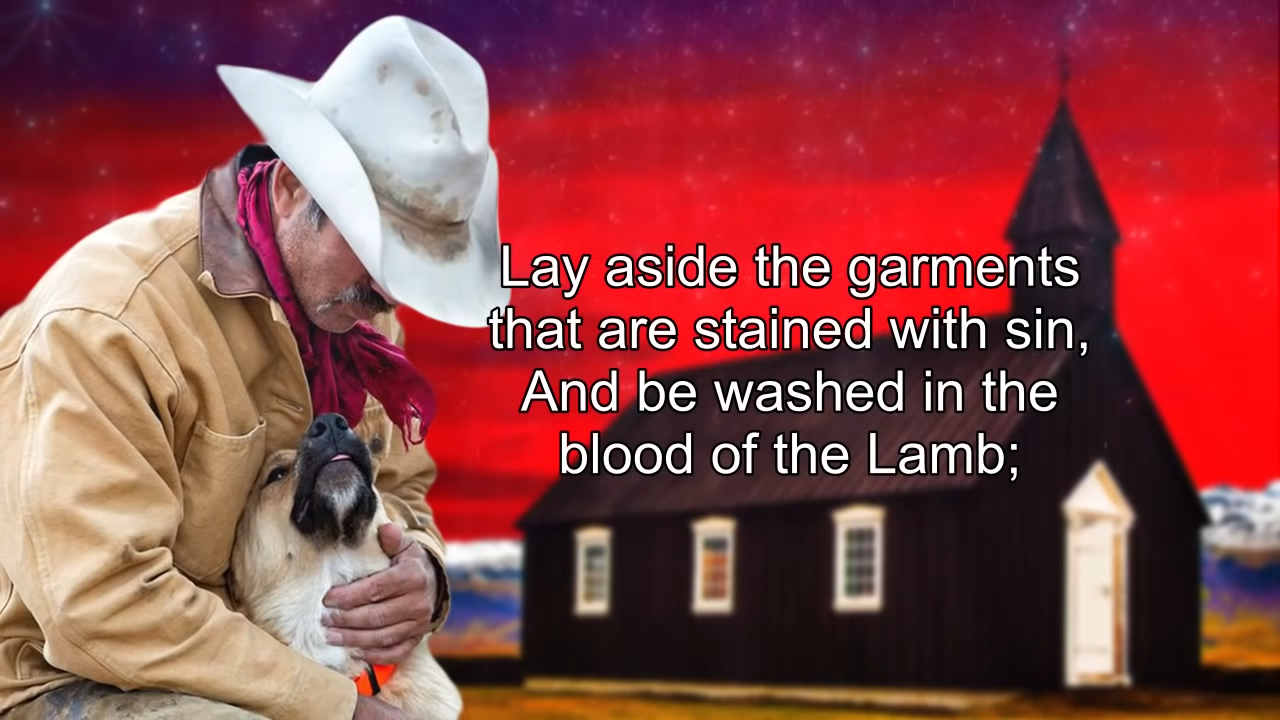 Lay aside the garments
that are stained with sin,
And be washed in the
blood of the Lamb;